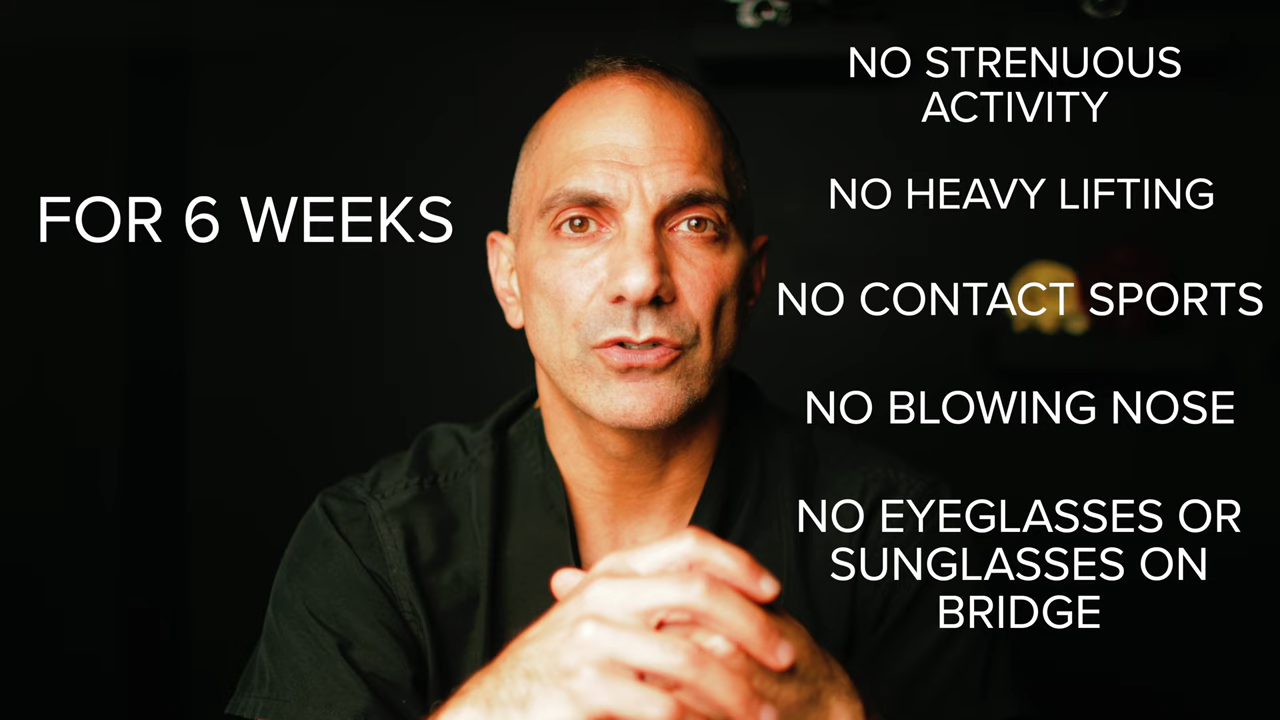 FOR 6 WEEKS
NO STRENUOUS
ACTIVITY
NO HEAVY LIFTING
NO CONTACT SPORTS
NO BLOWING NOSE
NO EYEGLASSES OR
SUNGLASSES ON
BRIDGE